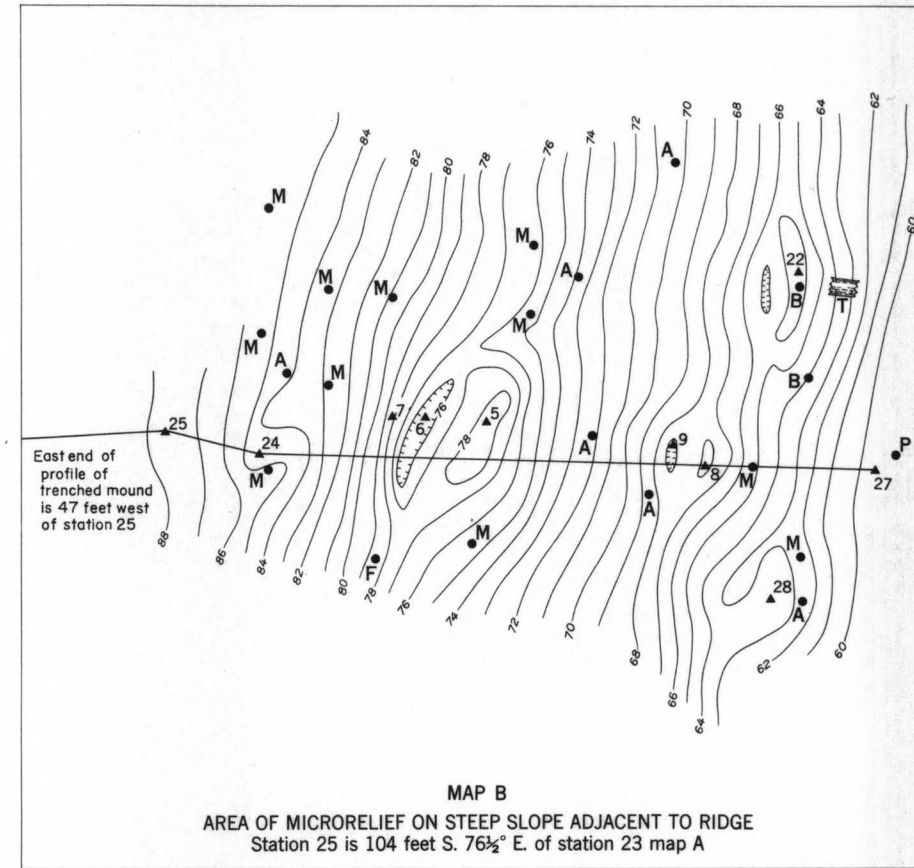 84
82
80
78
76
74
72
70
68
66
64
62
60
A
M
M
M
M
M
A
M
A
M
22
B
T
B
25
24
M
7
6
76
5
78
A
9
8
M
27
P
A
East end of
profile of
trenched mound
is 47 feet west
of station 25
88
86
84
82
80
78
76
74
72
70
68
66
64
62
60
F
M
M
28
A
MAP B
AREA OF MICRORELIEF ON STEEP SLOPE ADJACENT TO RIDGE
Station 25 is 104 feet S. 76½° E. of station 23 map A